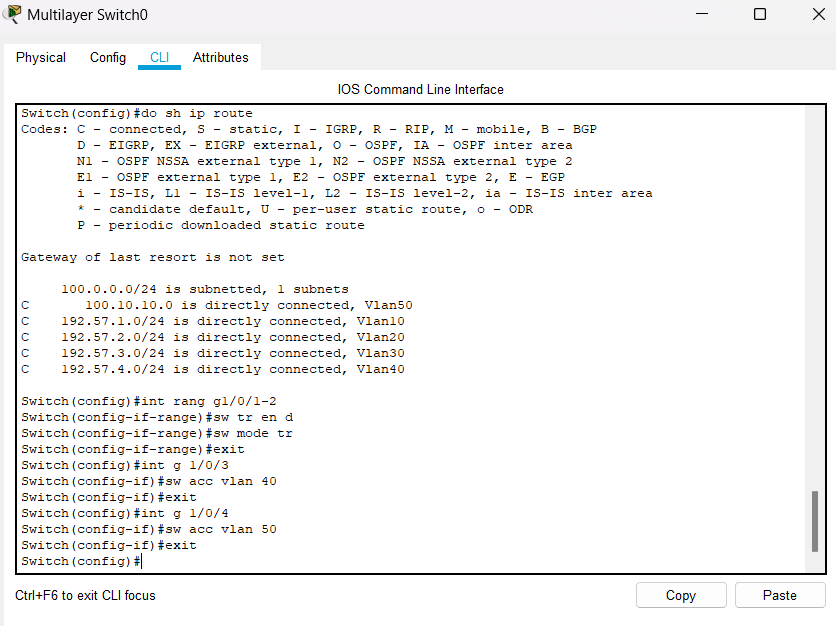 Multilayer Switch0
Physical Config CLI Attributes
IOS Command Line Interface
Switch(config)#do sh ip route
Codes: C - connected, S - static, I - IGRP, R - RIP, M - mobile, B - BGP
D - EIGRP, EX - EIGRP external, O - OSPF, IA - OSPF inter area
N1 - OSPF NSSA external type 1, N2 - OSPF NSSA external type 2
E1 - OSPF external type 1, E2 - OSPF external type 2, E - EGP
i - IS-IS, L1 - IS-IS level-1, L2 - IS-IS level-2, ia - IS-IS inter area
* - candidate default, U - per-user static route, o - ODR
P - periodic downloaded static route
Gateway of last resort is not set
100.0.0.0/24 is subnetted, 1 subnets
C 100.10.10.0 is directly connected, Vlan50
C 192.57.1.0/24 is directly connected, Vlan10
C 192.57.2.0/24 is directly connected, Vlan20
C 192.57.3.0/24 is directly connected, Vlan30
C 192.57.4.0/24 is directly connected, Vlan40
Switch(config)#int rang g1/0/1-2
Switch(config-if-range)#sw tr en d
Switch(config-if-range)#sw mode tr
Switch(config-if-range)#exit
Switch(config)#int g 1/0/3
Switch(config-if)#sw acc vlan 40
Switch(config-if)#exit
Switch(config)#int g 1/0/4
Switch(config-if)#sw acc vlan 50
Switch(config-if)#exit
Switch(config)#
Ctrl+F6 to exit CLI focus
Copy Paste